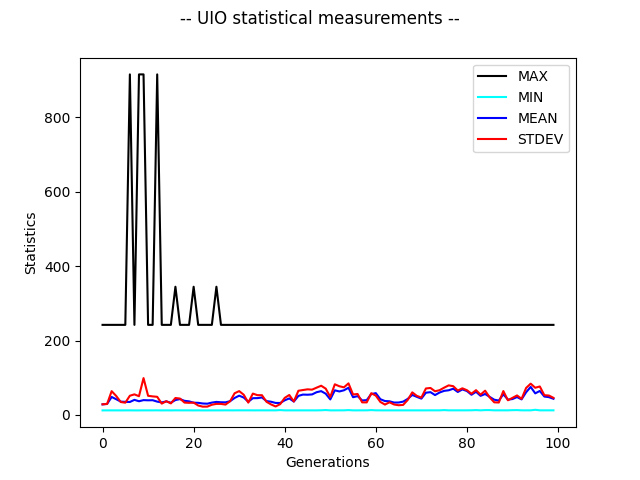 -- UIO statistical measurements --
MAX
MIN
MEAN
STDEV
Statistics
800
600
400
200
0
0 20 40 60 80 100
Generations